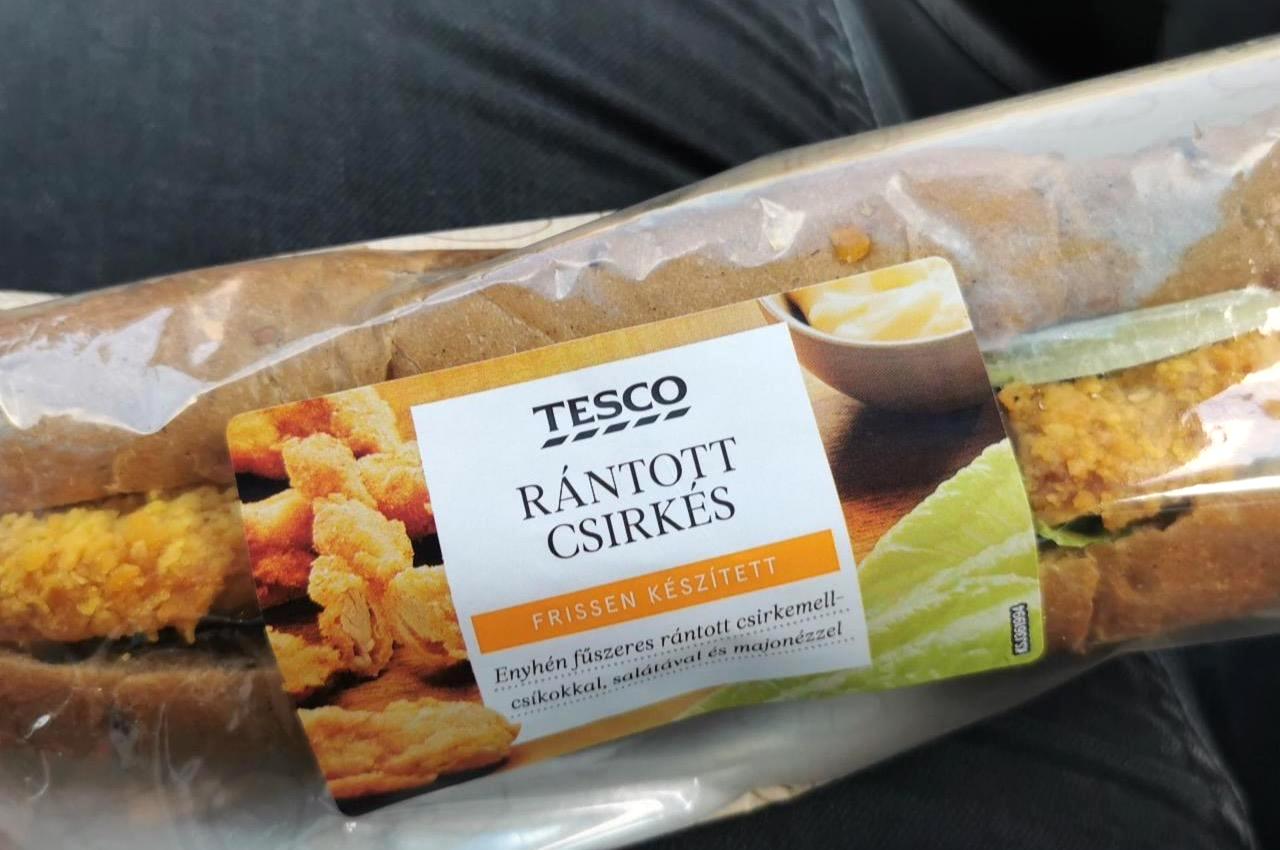 TESCO
RÁNTOTT
CSIRKÉS
FRISSEN KÉSZÍTETT
Enyhén fűszeres rántott csirkemell-
csíkokkal, salátával és majonézzel